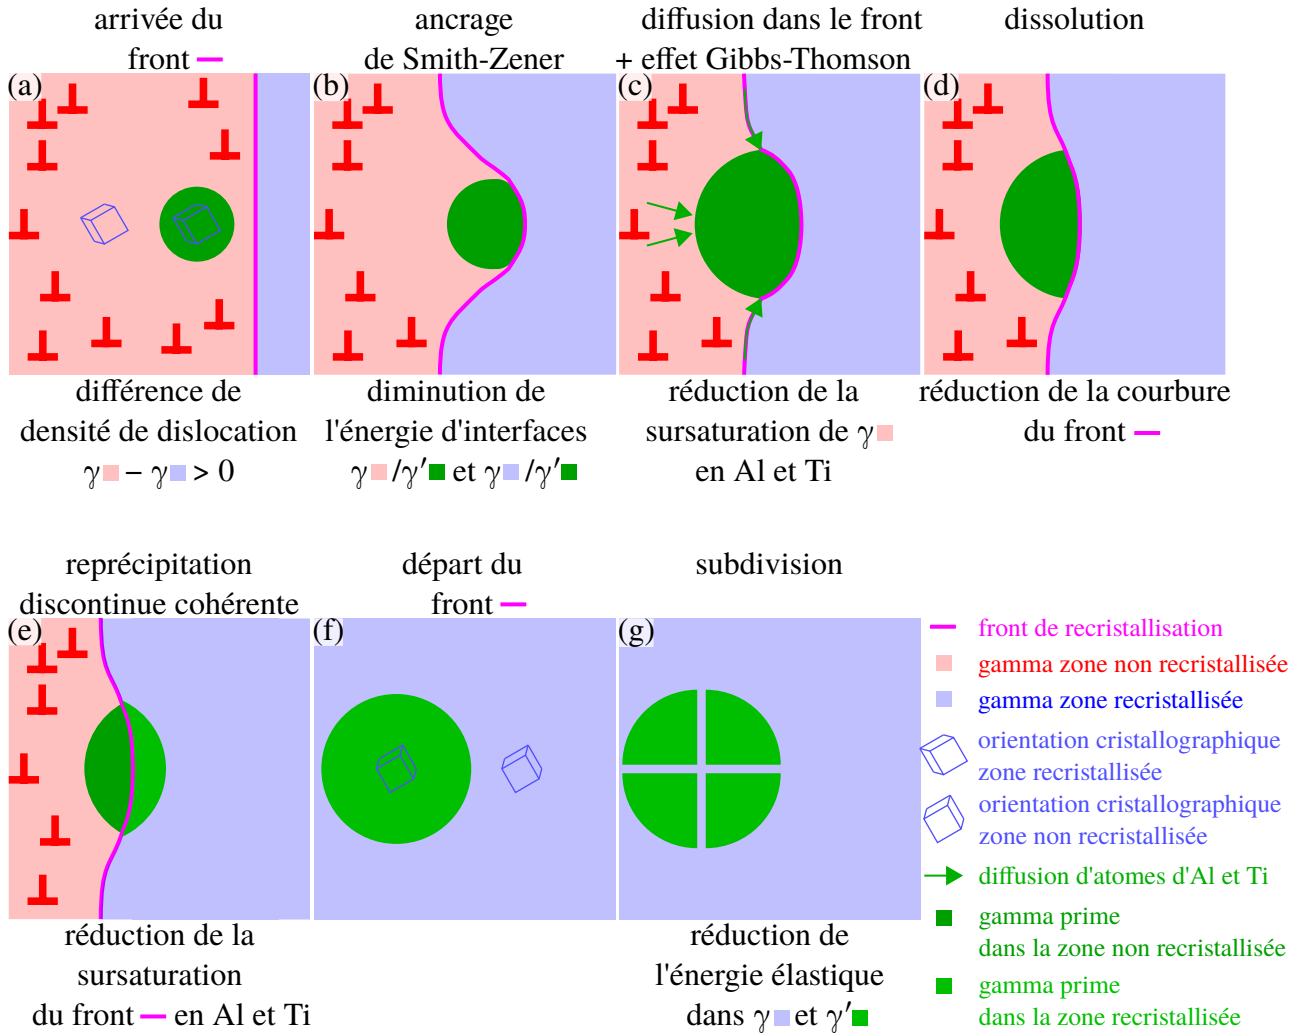 arrivée du
front
(a)
différence de
densité de dislocation
γ − γ > 0
ancrage
de Smith-Zener
(b)
diminution de
l'énergie d'interfaces
γ /γ′ et γ /γ′
diffusion dans le front
+ effet Gibbs-Thomson
(c)
réduction de la
sursaturation de γ
en Al et Ti
dissolution
(d)
réduction de la courbure
du front
reprécipitation
discontinue cohérente
(e)
réduction de la
sursaturation
du front en Al et Ti
départ du
front
(f)
subdivision
(g)
réduction de
l'énergie élastique
dans γ et γ′
front de recristallisation
gamma zone non recristallisée
gamma zone recristallisée
orientation cristallographique
zone recristallisée
orientation cristallographique
zone non recristallisée
diffusion d'atomes d'Al et Ti
gamma prime
dans la zone non recristallisée
gamma prime
dans la zone recristallisée